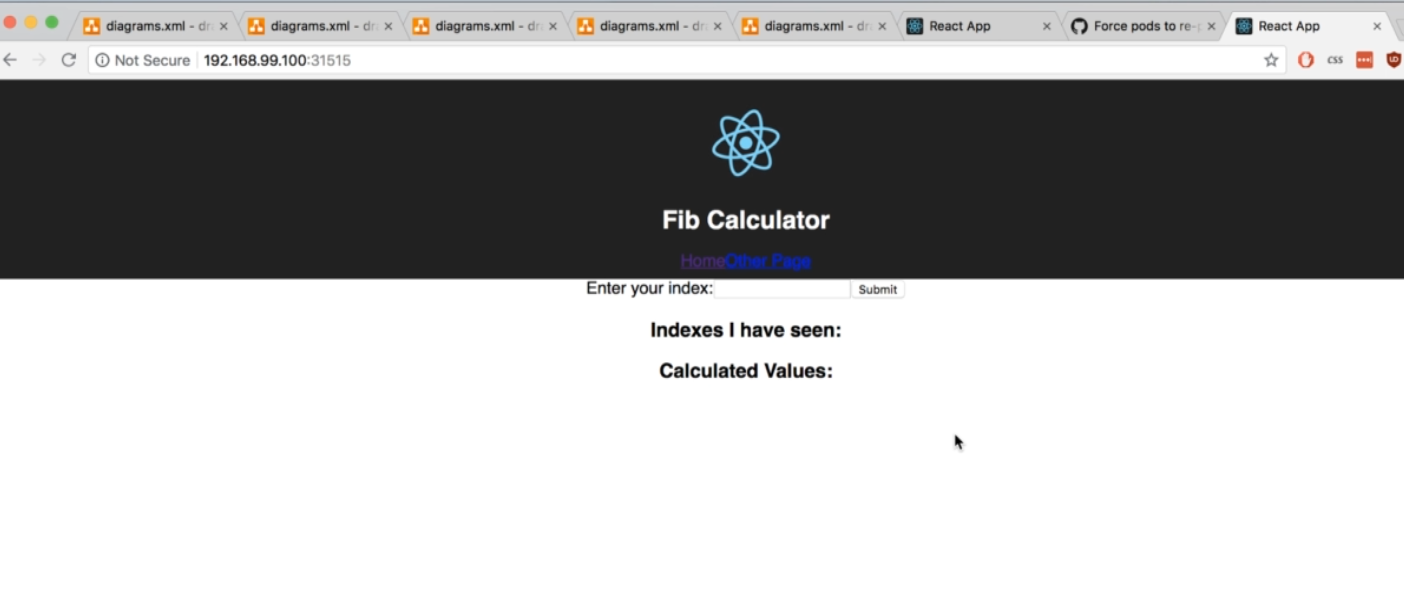 diagrams.xml - dr
diagrams.xml - dr
diagrams.xml - dr
diagrams.xml - dr
diagrams.xml - dr
React App
Force pods to re-p
React App
Not Secure 192.168.99.100:31515
css
Fib Calculator
HomeOther Page
Enter your index: Submit
Indexes I have seen:
Calculated Values: